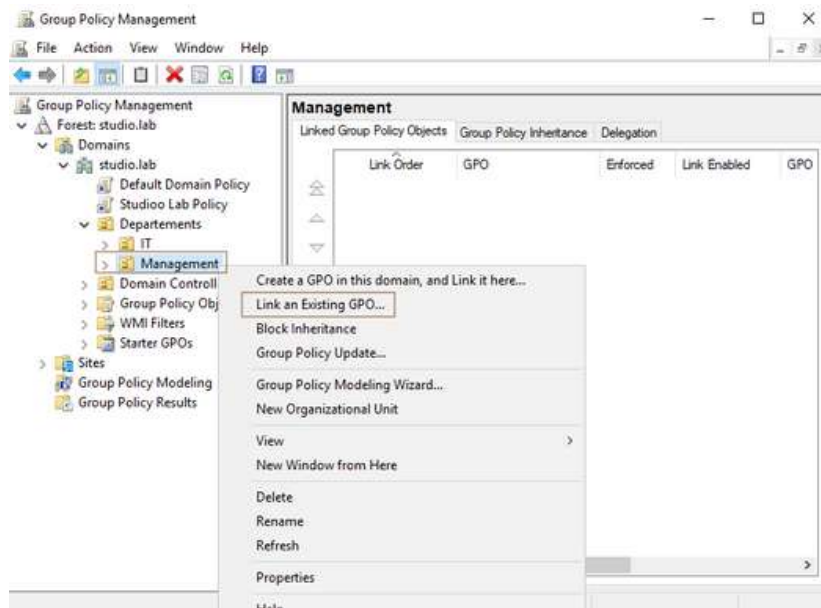 Group Policy Management
File Action View Window Help
Group Policy Management
Forest: studio.lab
Domains
studio.lab
Default Domain Policy
Studioo Lab Policy
Departements
IT
Management
Domain Controll
Group Policy Obj
WMI Filters
Starter GPOs
Sites
Group Policy Modeling
Group Policy Results
Management
Linked Group Policy Objects Group Policy Inheritance Delegation
Link Order GPO Enforced Link Enabled GPO
Create a GPO in this domain, and Link it here...
Link an Existing GPO...
Block Inheritance
Group Policy Update...
Group Policy Modeling Wizard...
New Organizational Unit
View
New Window from Here
Delete
Rename
Refresh
Properties
Help